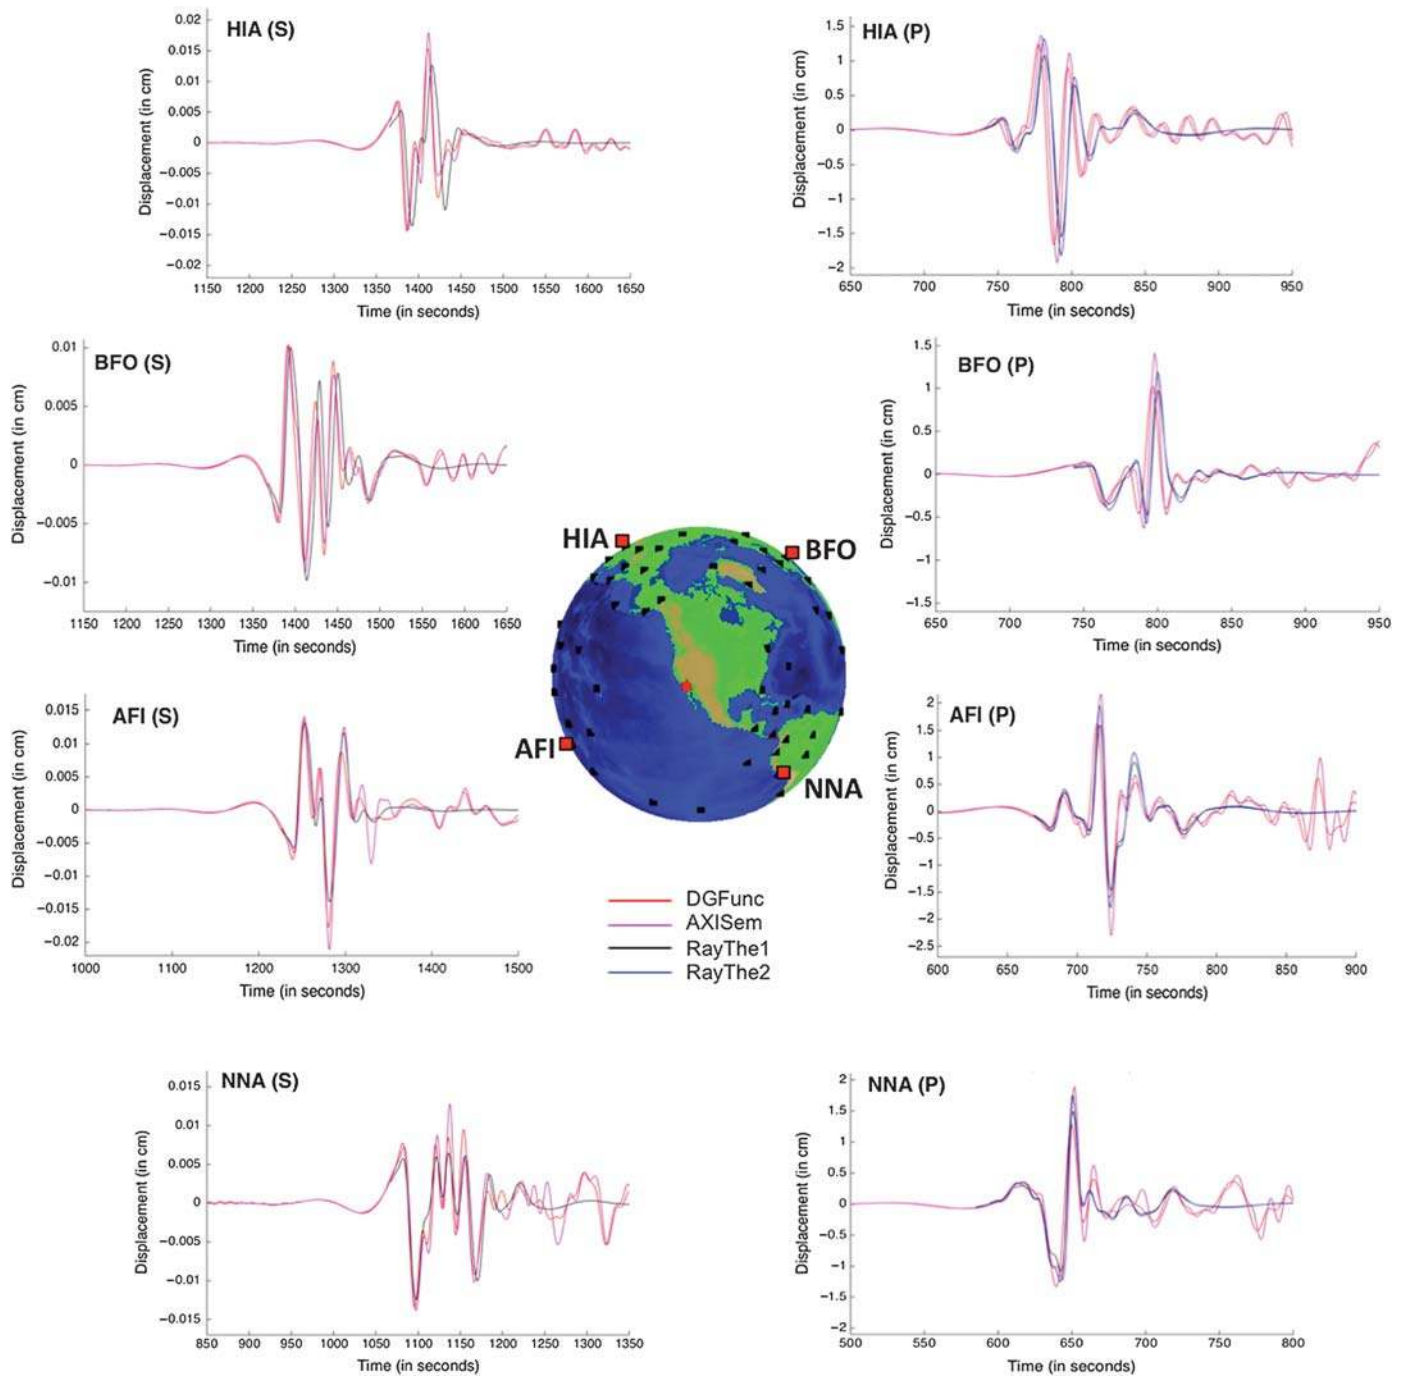 HIA (S)
Displacement (in cm)
0.02
0.015
0.01
0.005
0
−0.005
−0.01
−0.015
−0.02
1150 1200 1250 1300 1350 1400 1450 1500 1550 1600 1650
Time (in seconds)
HIA (P)
Displacement (in cm)
1.5
1
0.5
0
−0.5
−1
−1.5
−2
650 700 750 800 850 900 950
Time (in seconds)
BFO (S)
Displacement (in cm)
0.01
0.005
0
−0.005
−0.01
1150 1200 1250 1300 1350 1400 1450 1500 1550 1600 1650
Time (in seconds)
BFO (P)
Displacement (in cm)
1.5
1
0.5
0
−0.5
−1
−1.5
650 700 750 800 850 900 950
Time (in seconds)
HIA
BFO
AFI
NNA
AFI (S)
Displacement (in cm)
0.015
0.01
0.005
0
−0.005
−0.01
−0.015
−0.02
1000 1100 1200 1300 1400 1500
Time (in seconds)
AFI (P)
Displacement (in cm)
2
1.5
1
0.5
0
−0.5
−1
−1.5
−2
−2.5
600 650 700 750 800 850 900
Time (in seconds)
DGFunc
AXISem
RayThe1
RayThe2
NNA (S)
Displacement (in cm)
0.015
0.01
0.005
0
−0.005
−0.01
−0.015
850 900 950 1000 1050 1100 1150 1200 1250 1300 1350
Time (in seconds)
NNA (P)
Displacement (in cm)
2
1.5
1
0.5
0
−0.5
−1
−1.5
−2
500 550 600 650 700 750 800
Time (in seconds)